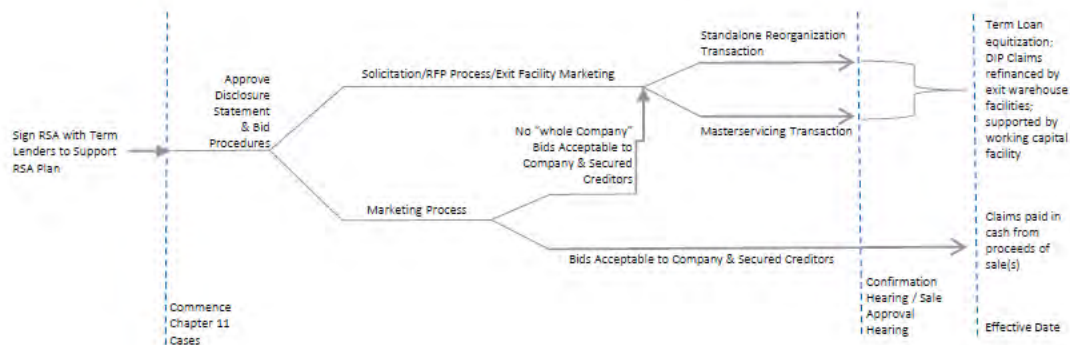 Sign RSA with Term
Lenders to Support
RSA Plan
Commence
Chapter 11
Cases
Approve
Disclosure
Statement
& Bid
Procedures
Solicitation/RFP Process/Exit Facility Marketing
Marketing Process
No "whole Company"
Bids Acceptable to
Company & Secured
Creditors
Standalone Reorganization
Transaction
Masterservicing Transaction
Bids Acceptable to Company & Secured Creditors
Confirmation
Hearing / Sale
Approval
Hearing
Term Loan
equitization;
DIP Claims
refinanced by
exit warehouse
facilities;
supported by
working capital
facility
Claims paid in
cash from
proceeds of
sale(s)
Effective Date